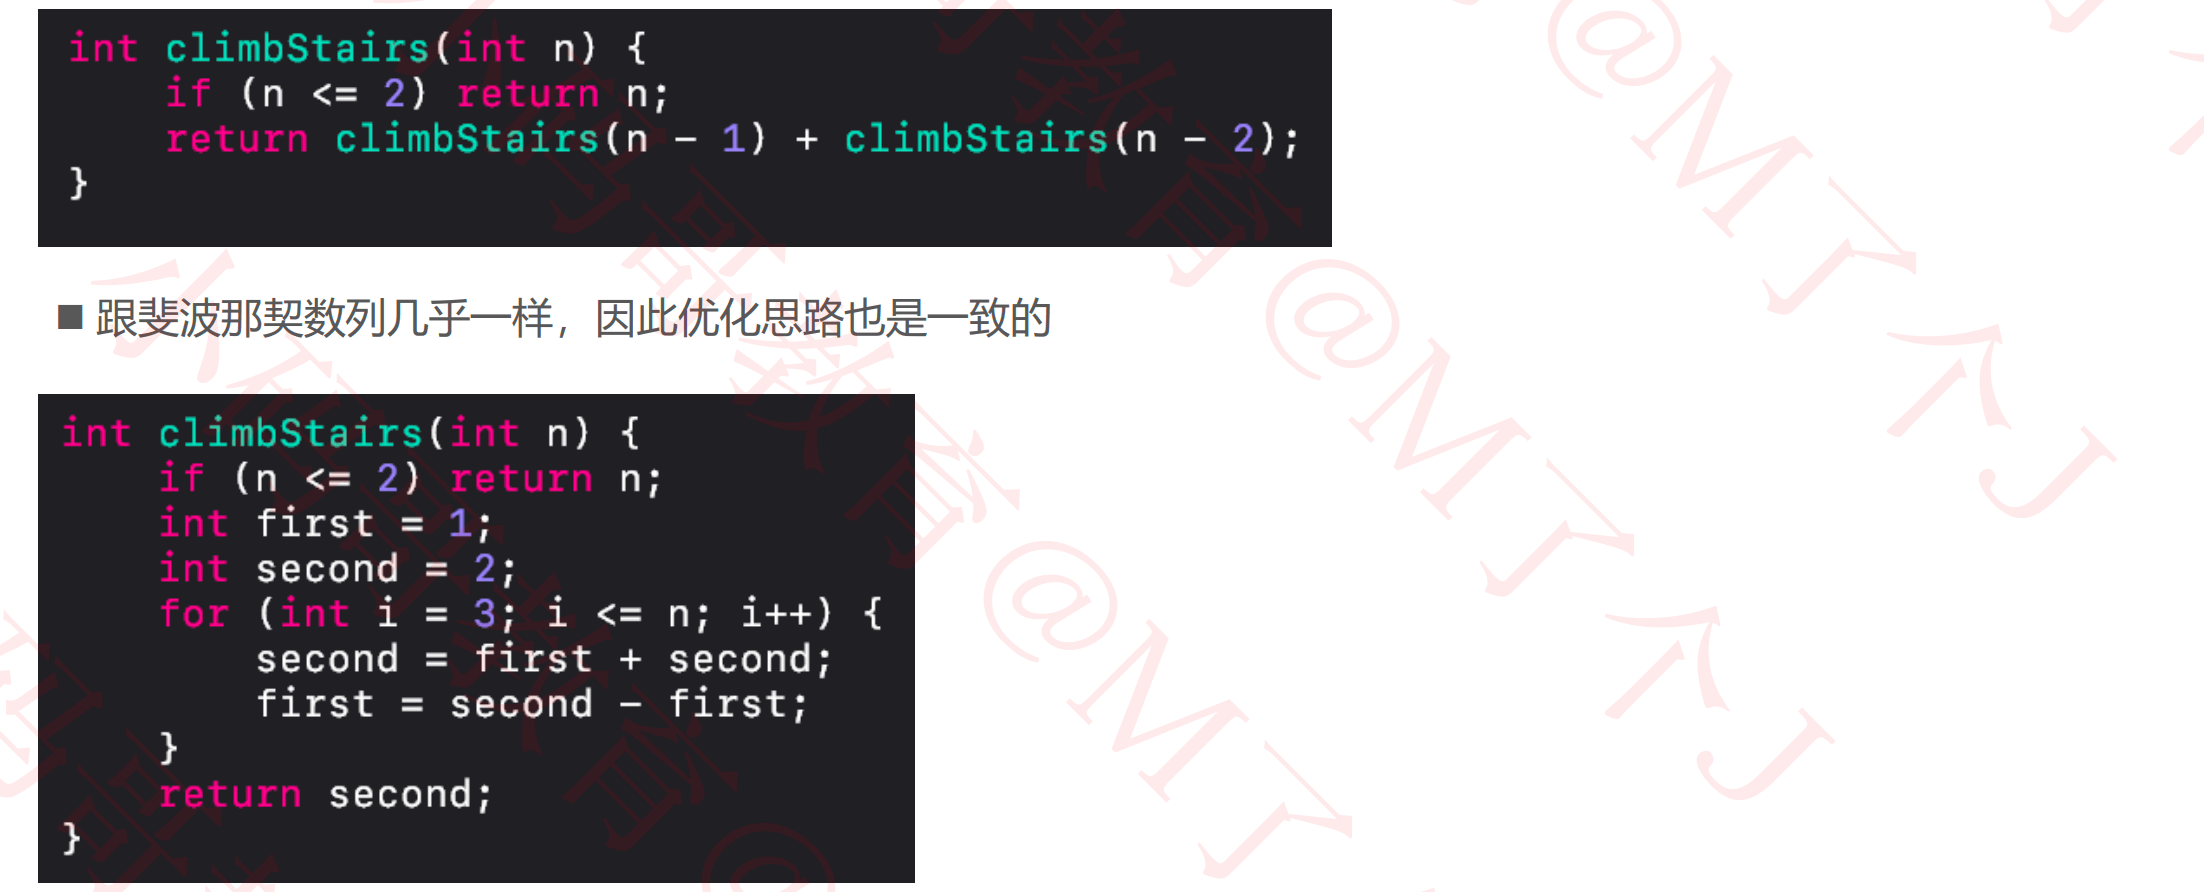 int climbStairs(int n) {
    if (n <= 2) return n;
    return climbStairs(n - 1) + climbStairs(n - 2);
}
■ 跟斐波那契数列几乎一样，因此优化思路也是一致的
int climbStairs(int n) {
    if (n <= 2) return n;
    int first = 1;
    int second = 2;
    for (int i = 3; i <= n; i++) {
        second = first + second;
        first = second - first;
    }
    return second;
}
小码哥教育@M了个J